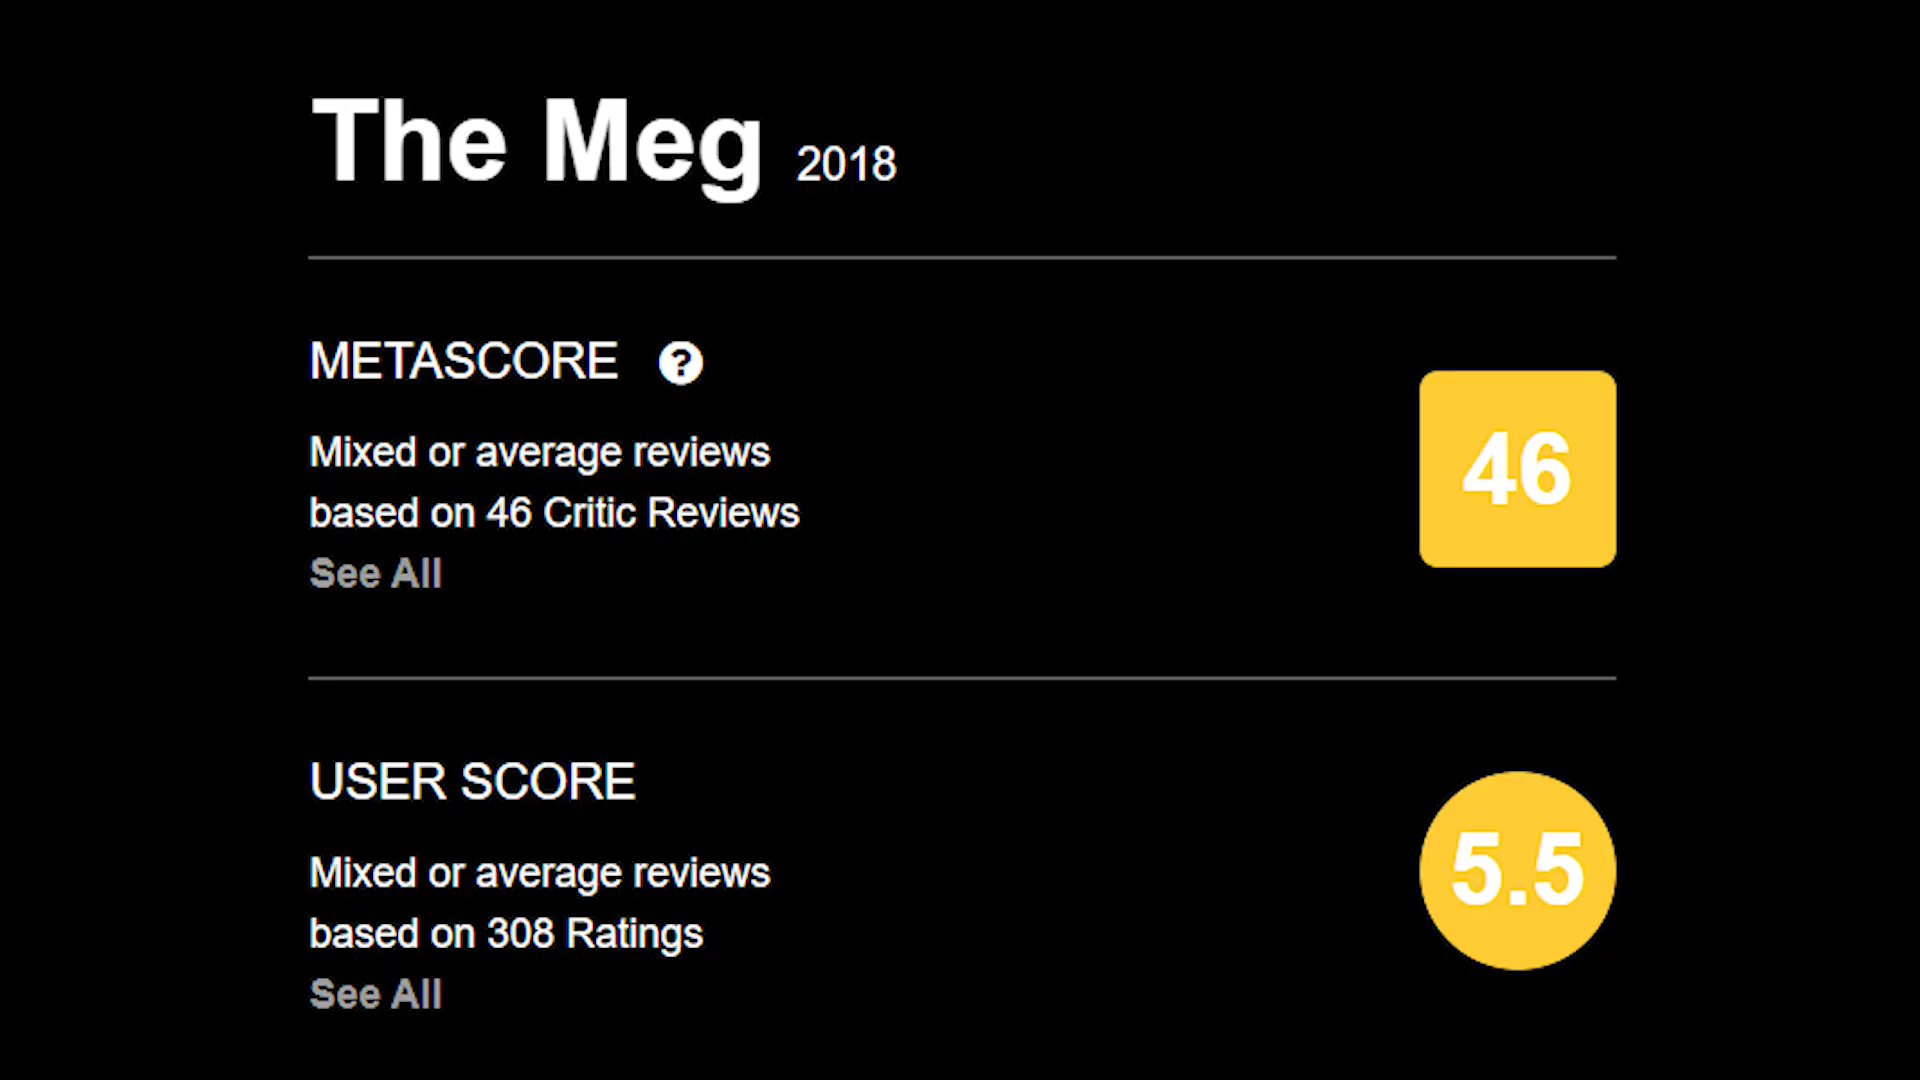 The Meg 2018
METASCORE ?
Mixed or average reviews
based on 46 Critic Reviews
See All
46
USER SCORE
Mixed or average reviews
based on 308 Ratings
See All
5.5